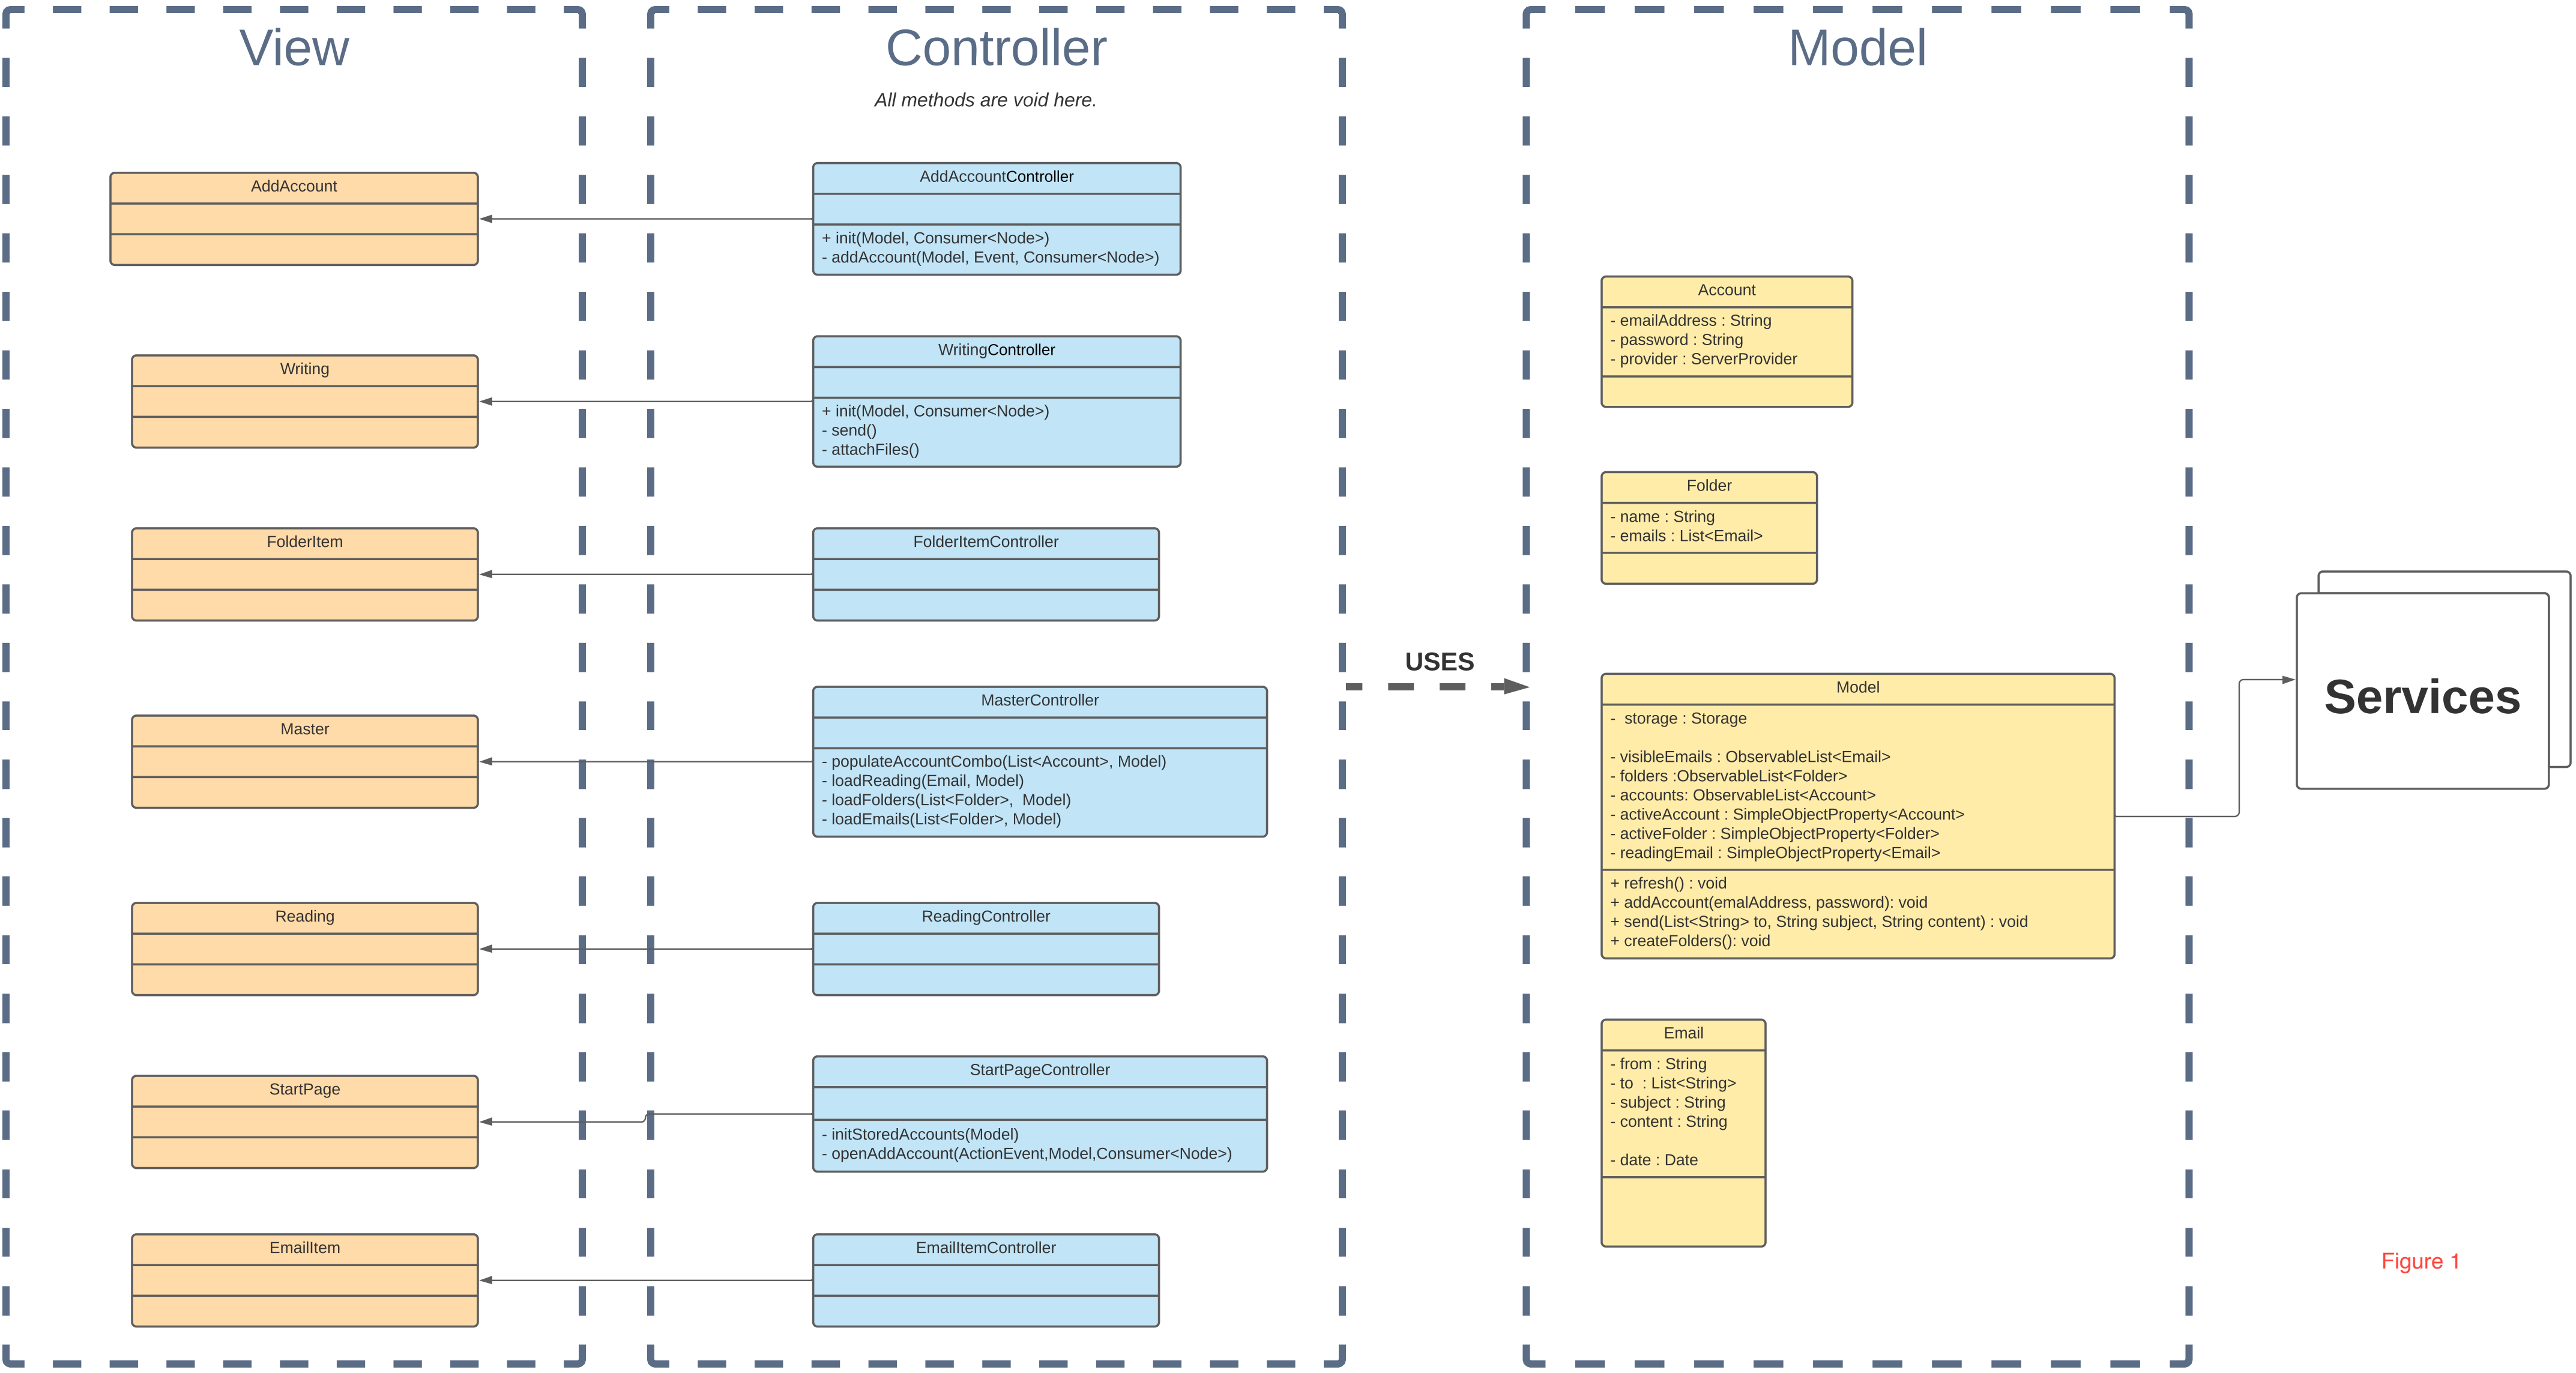 View
AddAccount
Writing
FolderItem
Master
Reading
StartPage
EmailItem
Controller
All methods are void here.
AddAccountController
+ init(Model, Consumer<Node>)
- addAccount(Model, Event, Consumer<Node>)
WritingController
+ init(Model, Consumer<Node>)
- send()
- attachFiles()
FolderItemController
MasterController
- populateAccountCombo(List<Account>, Model)
- loadReading(Email, Model)
- loadFolders(List<Folder>,  Model)
- loadEmails(List<Folder>, Model)
ReadingController
StartPageController
- initStoredAccounts(Model)
- openAddAccount(ActionEvent,Model,Consumer<Node>)
EmailItemController
USES
Model
Account
- emailAddress : String
- password : String
- provider : ServerProvider
Folder
- name : String
- emails : List<Email>
Model
-  storage : Storage
- visibleEmails : ObservableList<Email>
- folders :ObservableList<Folder>
- accounts: ObservableList<Account>
- activeAccount : SimpleObjectProperty<Account>
- activeFolder : SimpleObjectProperty<Folder>
- readingEmail : SimpleObjectProperty<Email>
+ refresh() : void
+ addAccount(emalAddress, password): void
+ send(List<String> to, String subject, String content) : void
+ createFolders(): void
Email
- from : String
- to  : List<String>
- subject : String
- content : String
- date : Date
Services
Figure 1